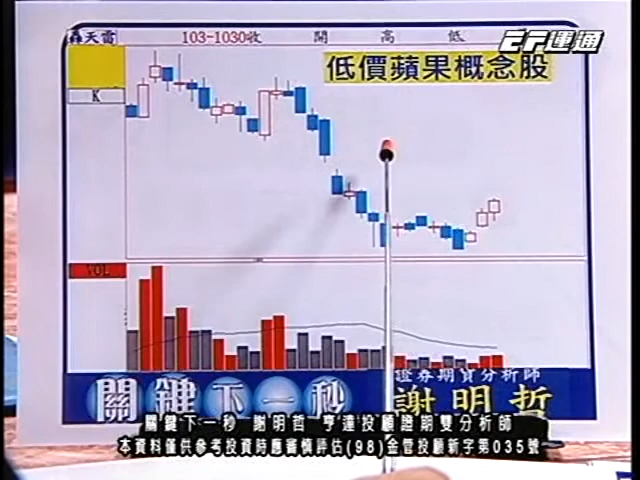 轟天雷 103-1030收 開 高 低
EF運通
低價蘋果概念股
K
VOL
證券期貨分析師
關鍵下一秒 謝明哲
關鍵下一秒 謝明哲 亨達投顧證期雙分析師
本資料僅供參考投資時應審慎評估(98)金管投顧新字第035號